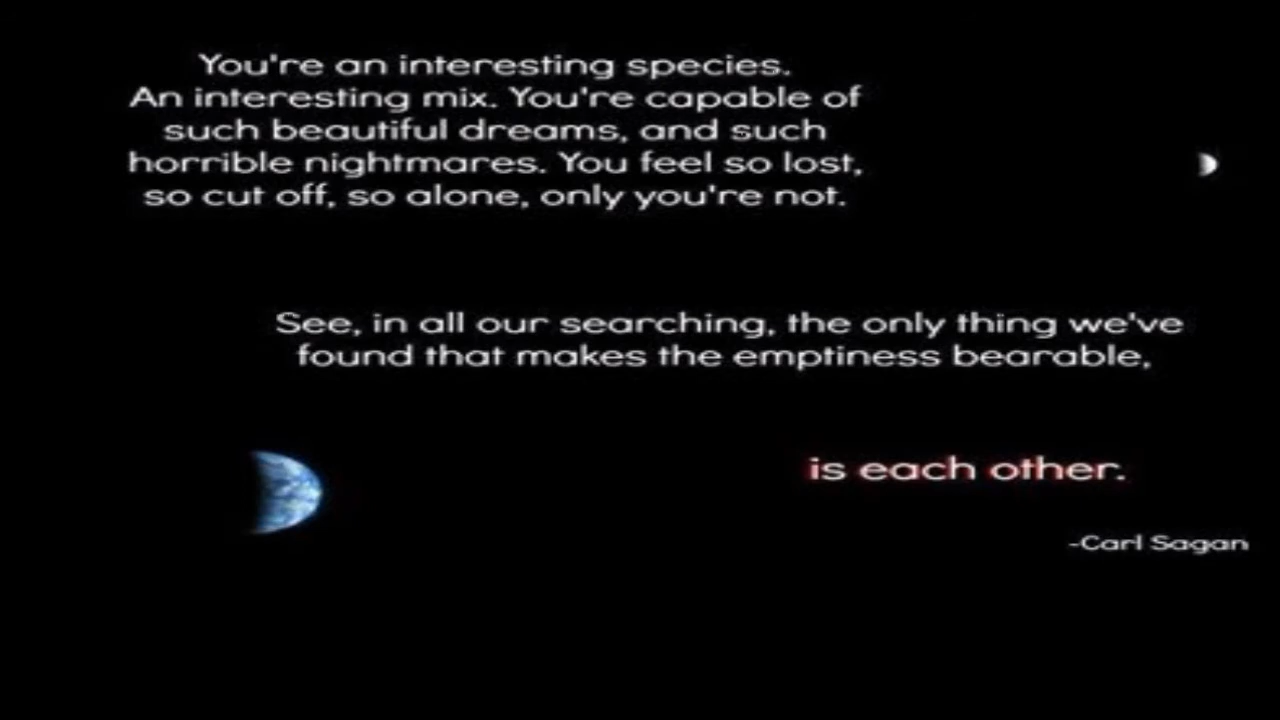 You're an interesting species.
An interesting mix. You're capable of
such beautiful dreams, and such
horrible nightmares. You feel so lost,
so cut off, so alone, only you're not.
See, in all our searching, the only thing we've
found that makes the emptiness bearable,
is each other.
-Carl Sagan